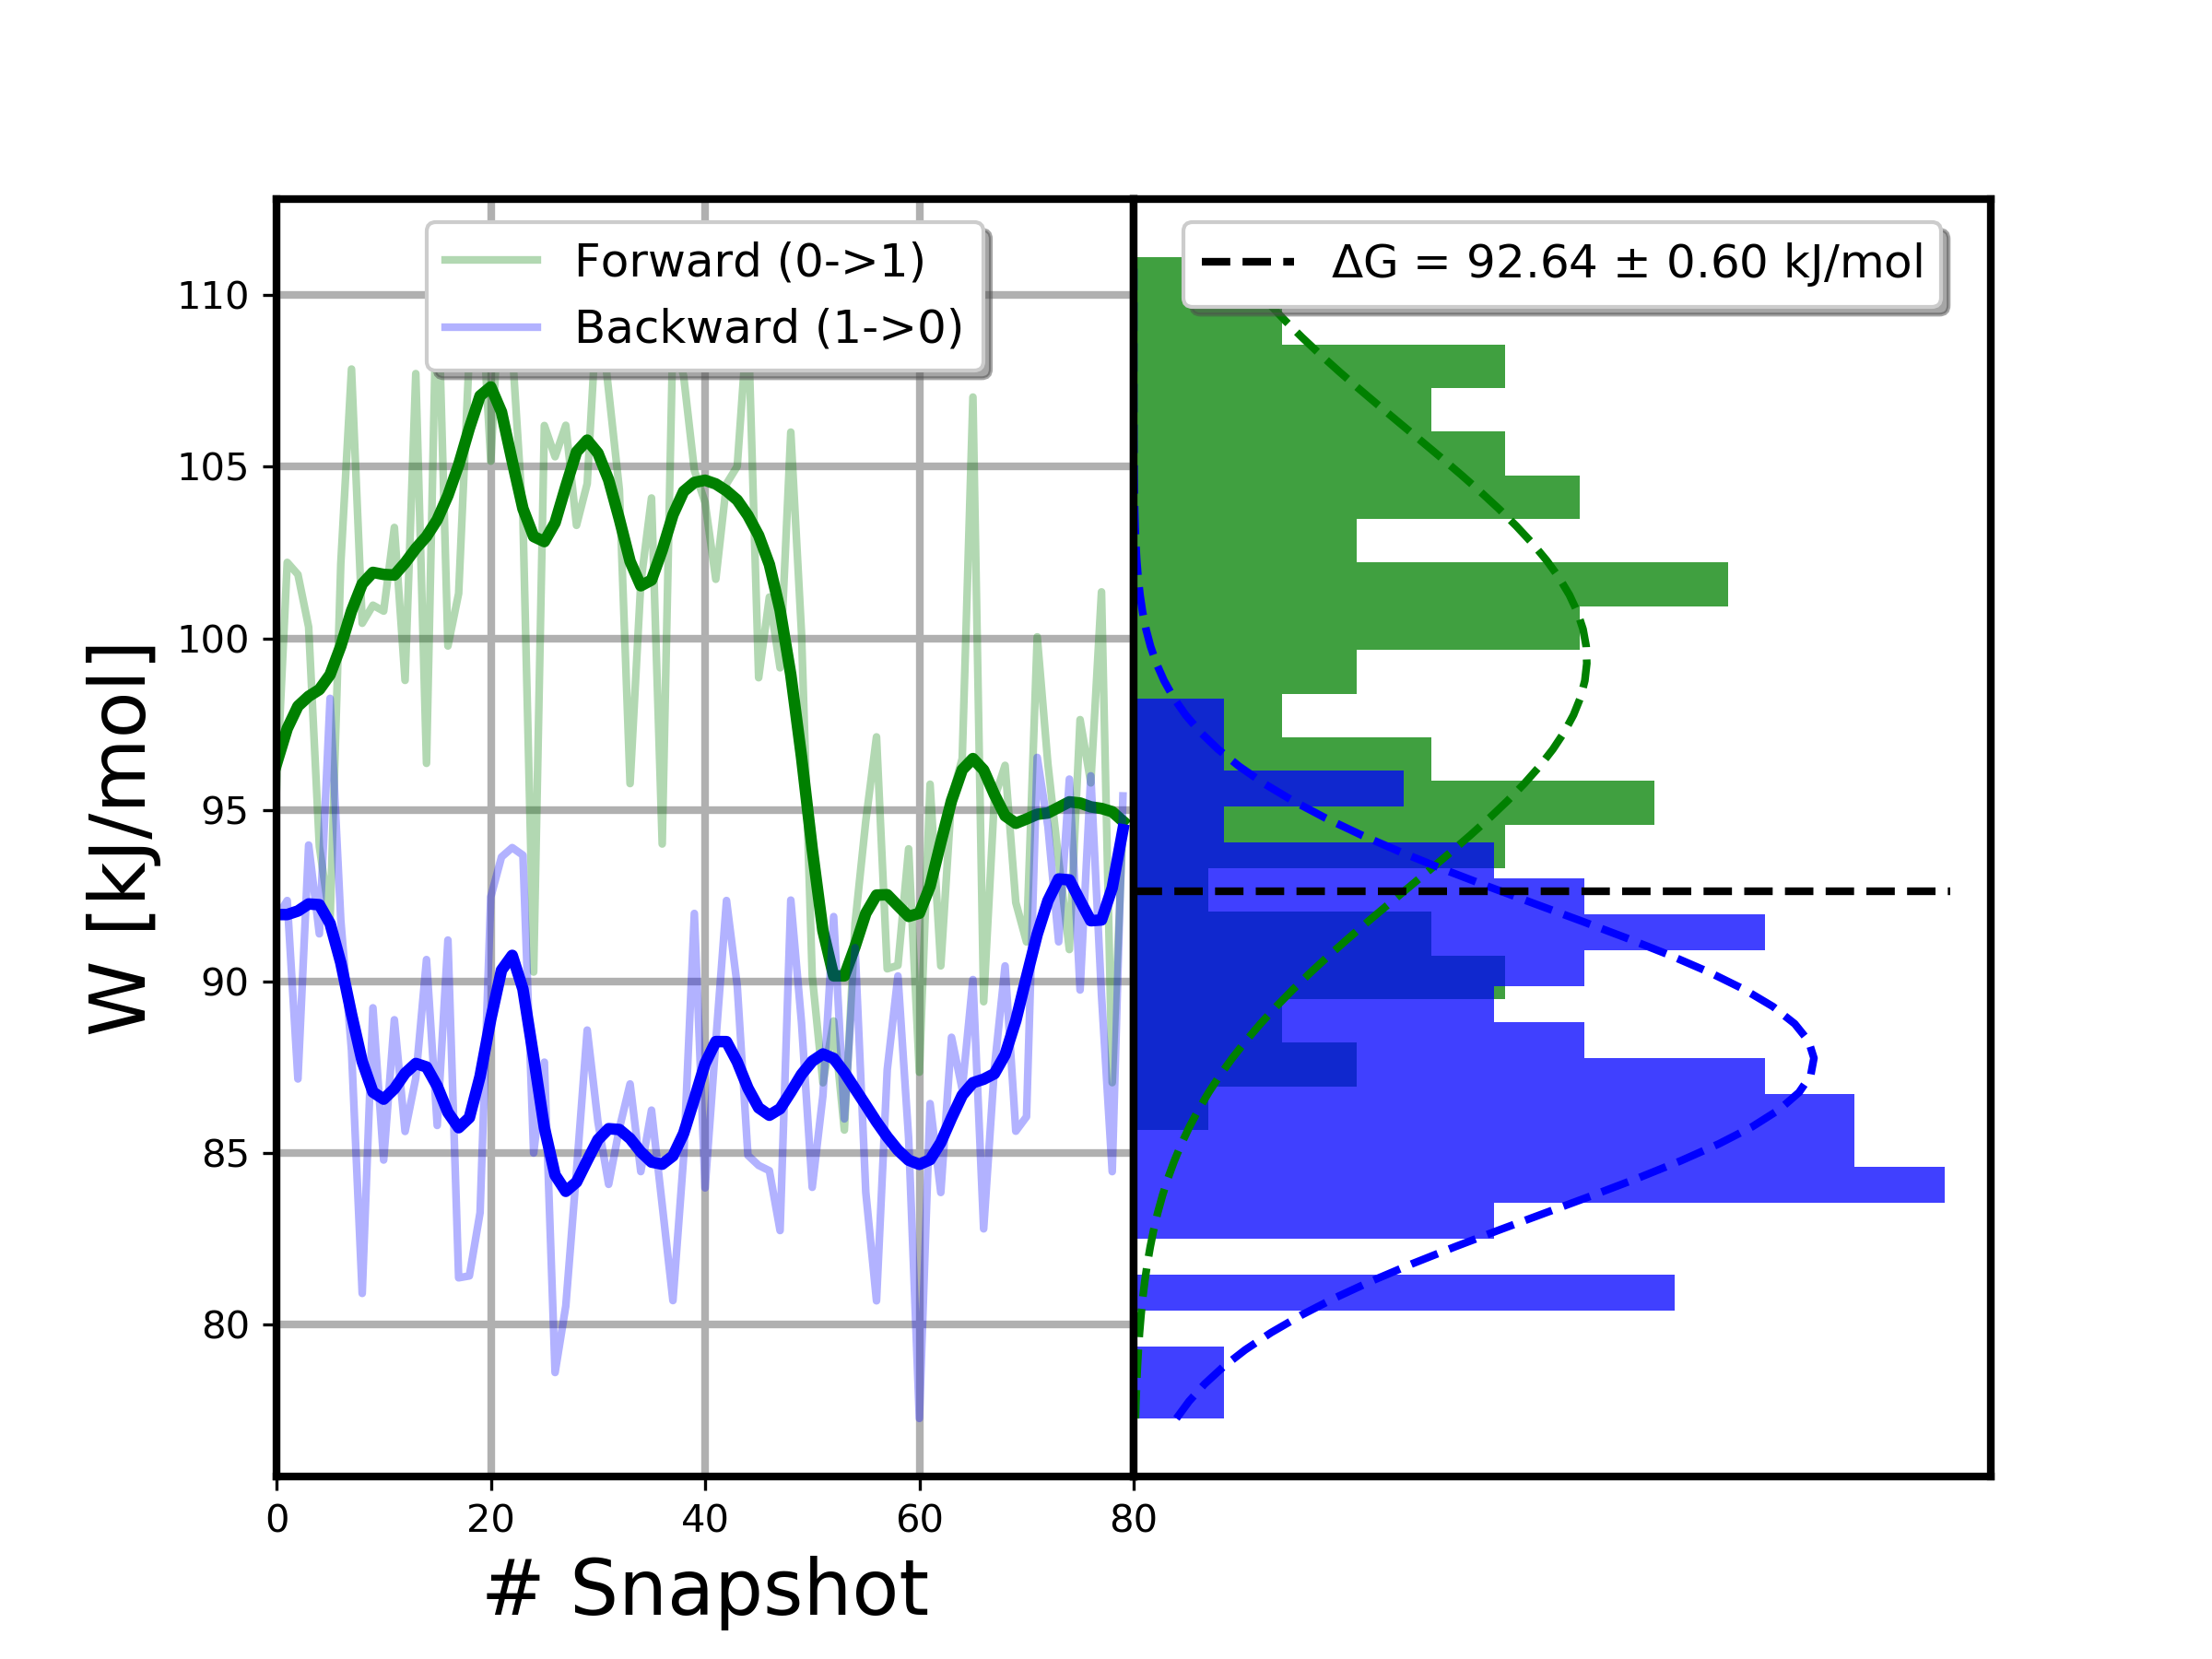 Forward (0->1)
Backward (1->0)
ΔG = 92.64 ± 0.60 kJ/mol
110
105
100
95
90
85
80
W [kJ/mol]
0 20 40 60 80
# Snapshot